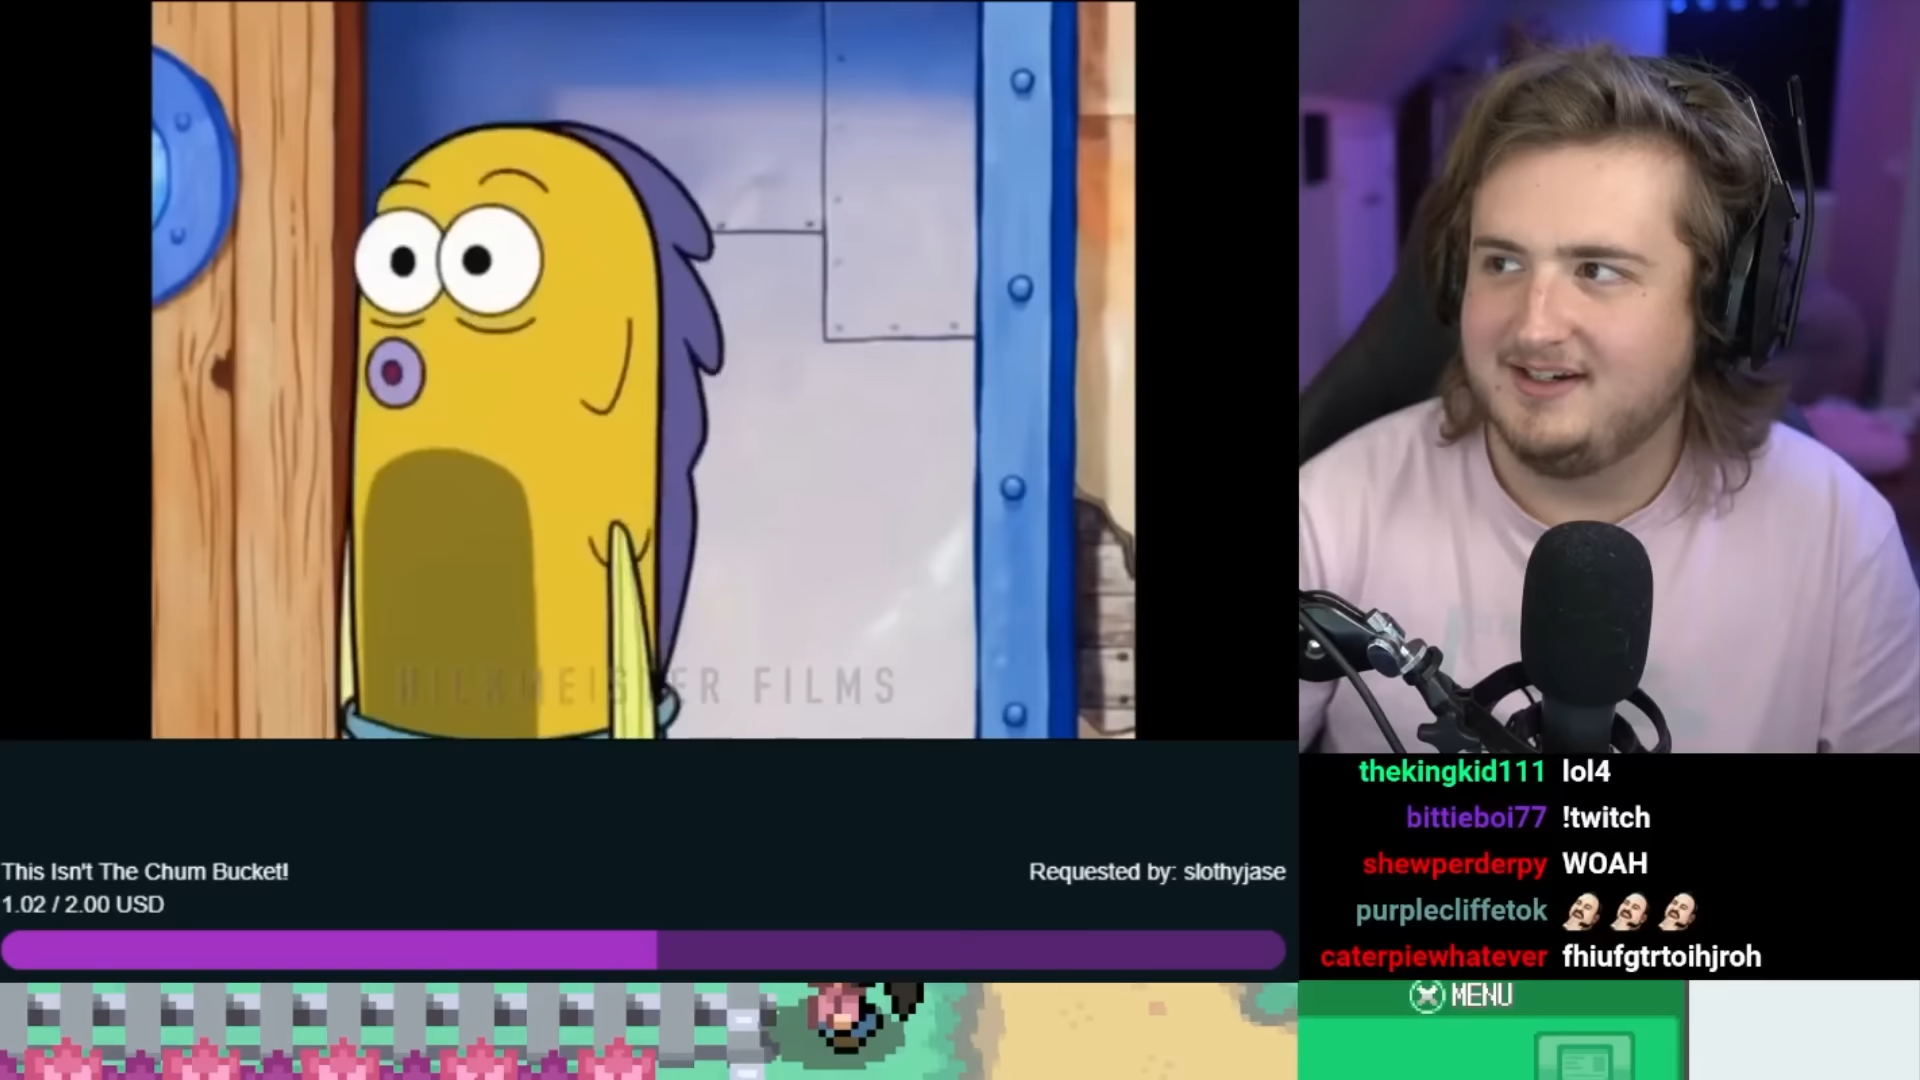 HILKMEISTER FILMS
This Isn't The Chum Bucket!
Requested by: slothyjase
1.02 / 2.00 USD
thekingkid111 lol4
bittieboi77 !twitch
shewperderpy WOAH
purplecliffetok
caterpiewhatever fhiufgtrtoihjroh
MENU